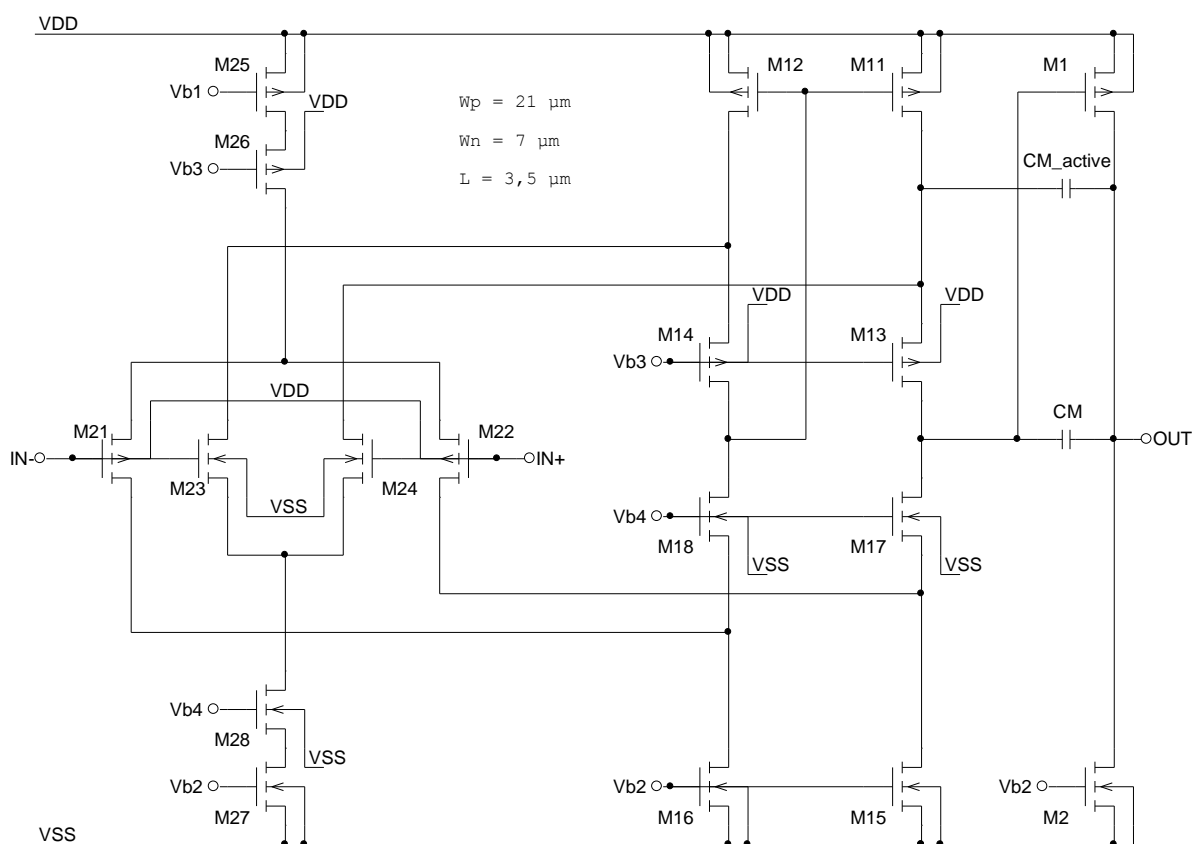 VDD
M25
M12
M11
M1
Vb1
VDD
Wp = 21 µm
M26
Wn = 7 µm
Vb3
CM_active
L = 3,5 µm
VDD
VDD
M14
M13
Vb3
VDD
CM
M21
M22
OUT
IN-
IN+
M23
M24
VSS
Vb4
M18
M17
VSS
VSS
Vb4
M28
VSS
Vb2
Vb2
Vb2
M27
M16
M15
M2
VSS